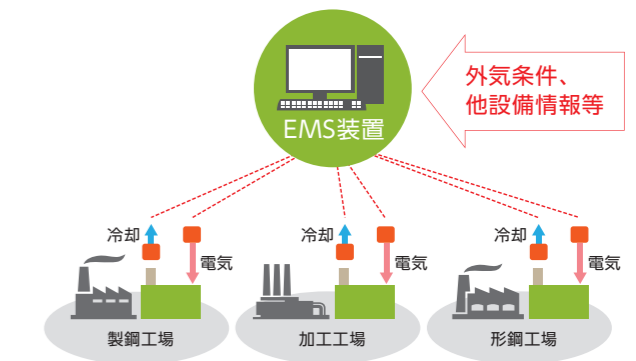 外気条件、
他設備情報等
EMS装置
冷却
電気
冷却
電気
冷却
電気
製鋼工場
加工工場
形鋼工場